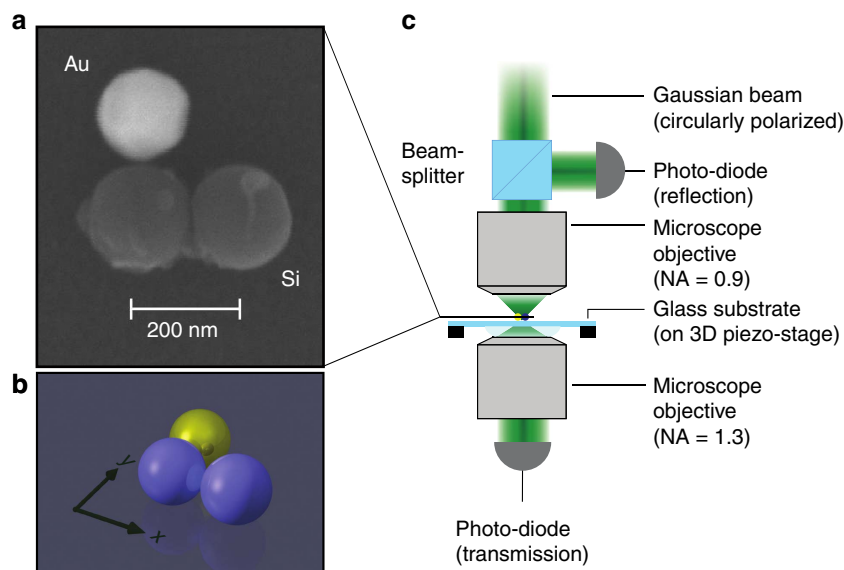 a
Au
Si
200 nm
b
y
x
c
Gaussian beam
(circularly polarized)
Beam-
splitter
Photo-diode
(reflection)
Microscope
objective
(NA = 0.9)
Glass substrate
(on 3D piezo-stage)
Microscope
objective
(NA = 1.3)
Photo-diode
(transmission)